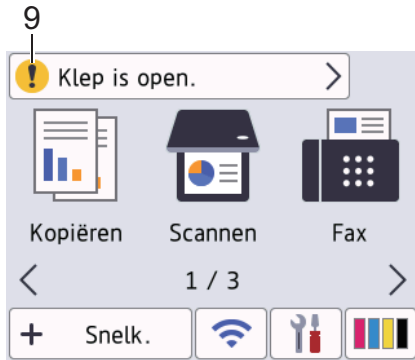 9
Klep is open.
Kopiëren Scannen Fax
1 / 3
+ Snelk.